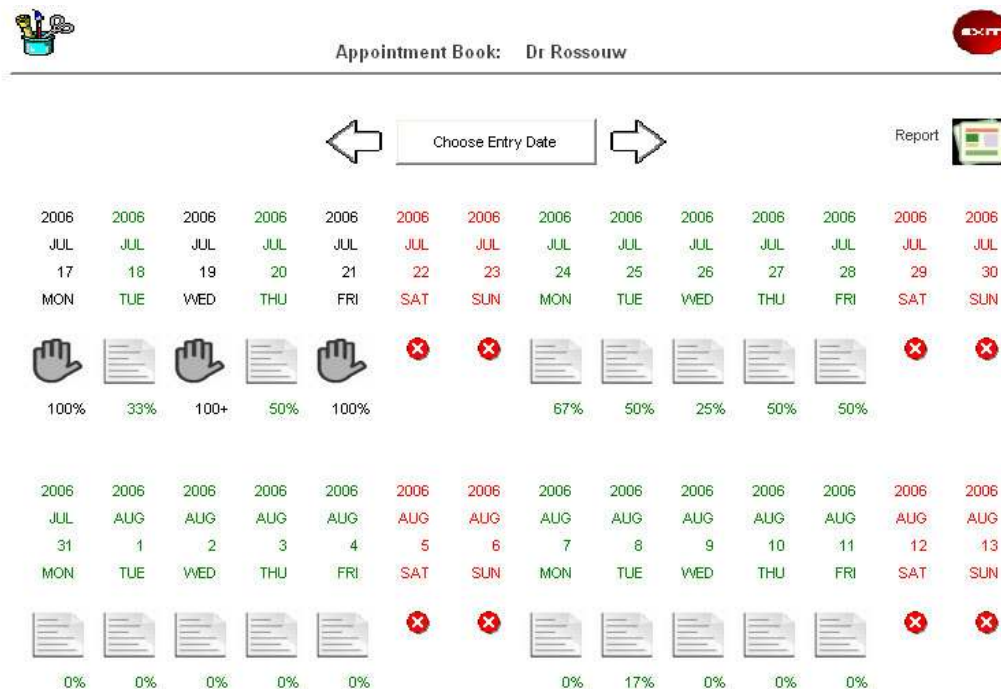 Appointment Book: Dr Rossouw
EXIT
Choose Entry Date
Report
2006 2006 2006 2006 2006 2006 2006 2006 2006 2006 2006 2006 2006 2006
JUL JUL JUL JUL JUL JUL JUL JUL JUL JUL JUL JUL JUL JUL
17 18 19 20 21 22 23 24 25 26 27 28 29 30
MON TUE WED THU FRI SAT SUN MON TUE WED THU FRI SAT SUN
100% 33% 100+ 50% 100% 67% 50% 25% 50% 50%
2006 2006 2006 2006 2006 2006 2006 2006 2006 2006 2006 2006 2006 2006
JUL AUG AUG AUG AUG AUG AUG AUG AUG AUG AUG AUG AUG AUG
31 1 2 3 4 5 6 7 8 9 10 11 12 13
MON TUE WED THU FRI SAT SUN MON TUE WED THU FRI SAT SUN
0% 0% 0% 0% 0% 0% 17% 0% 0% 0%